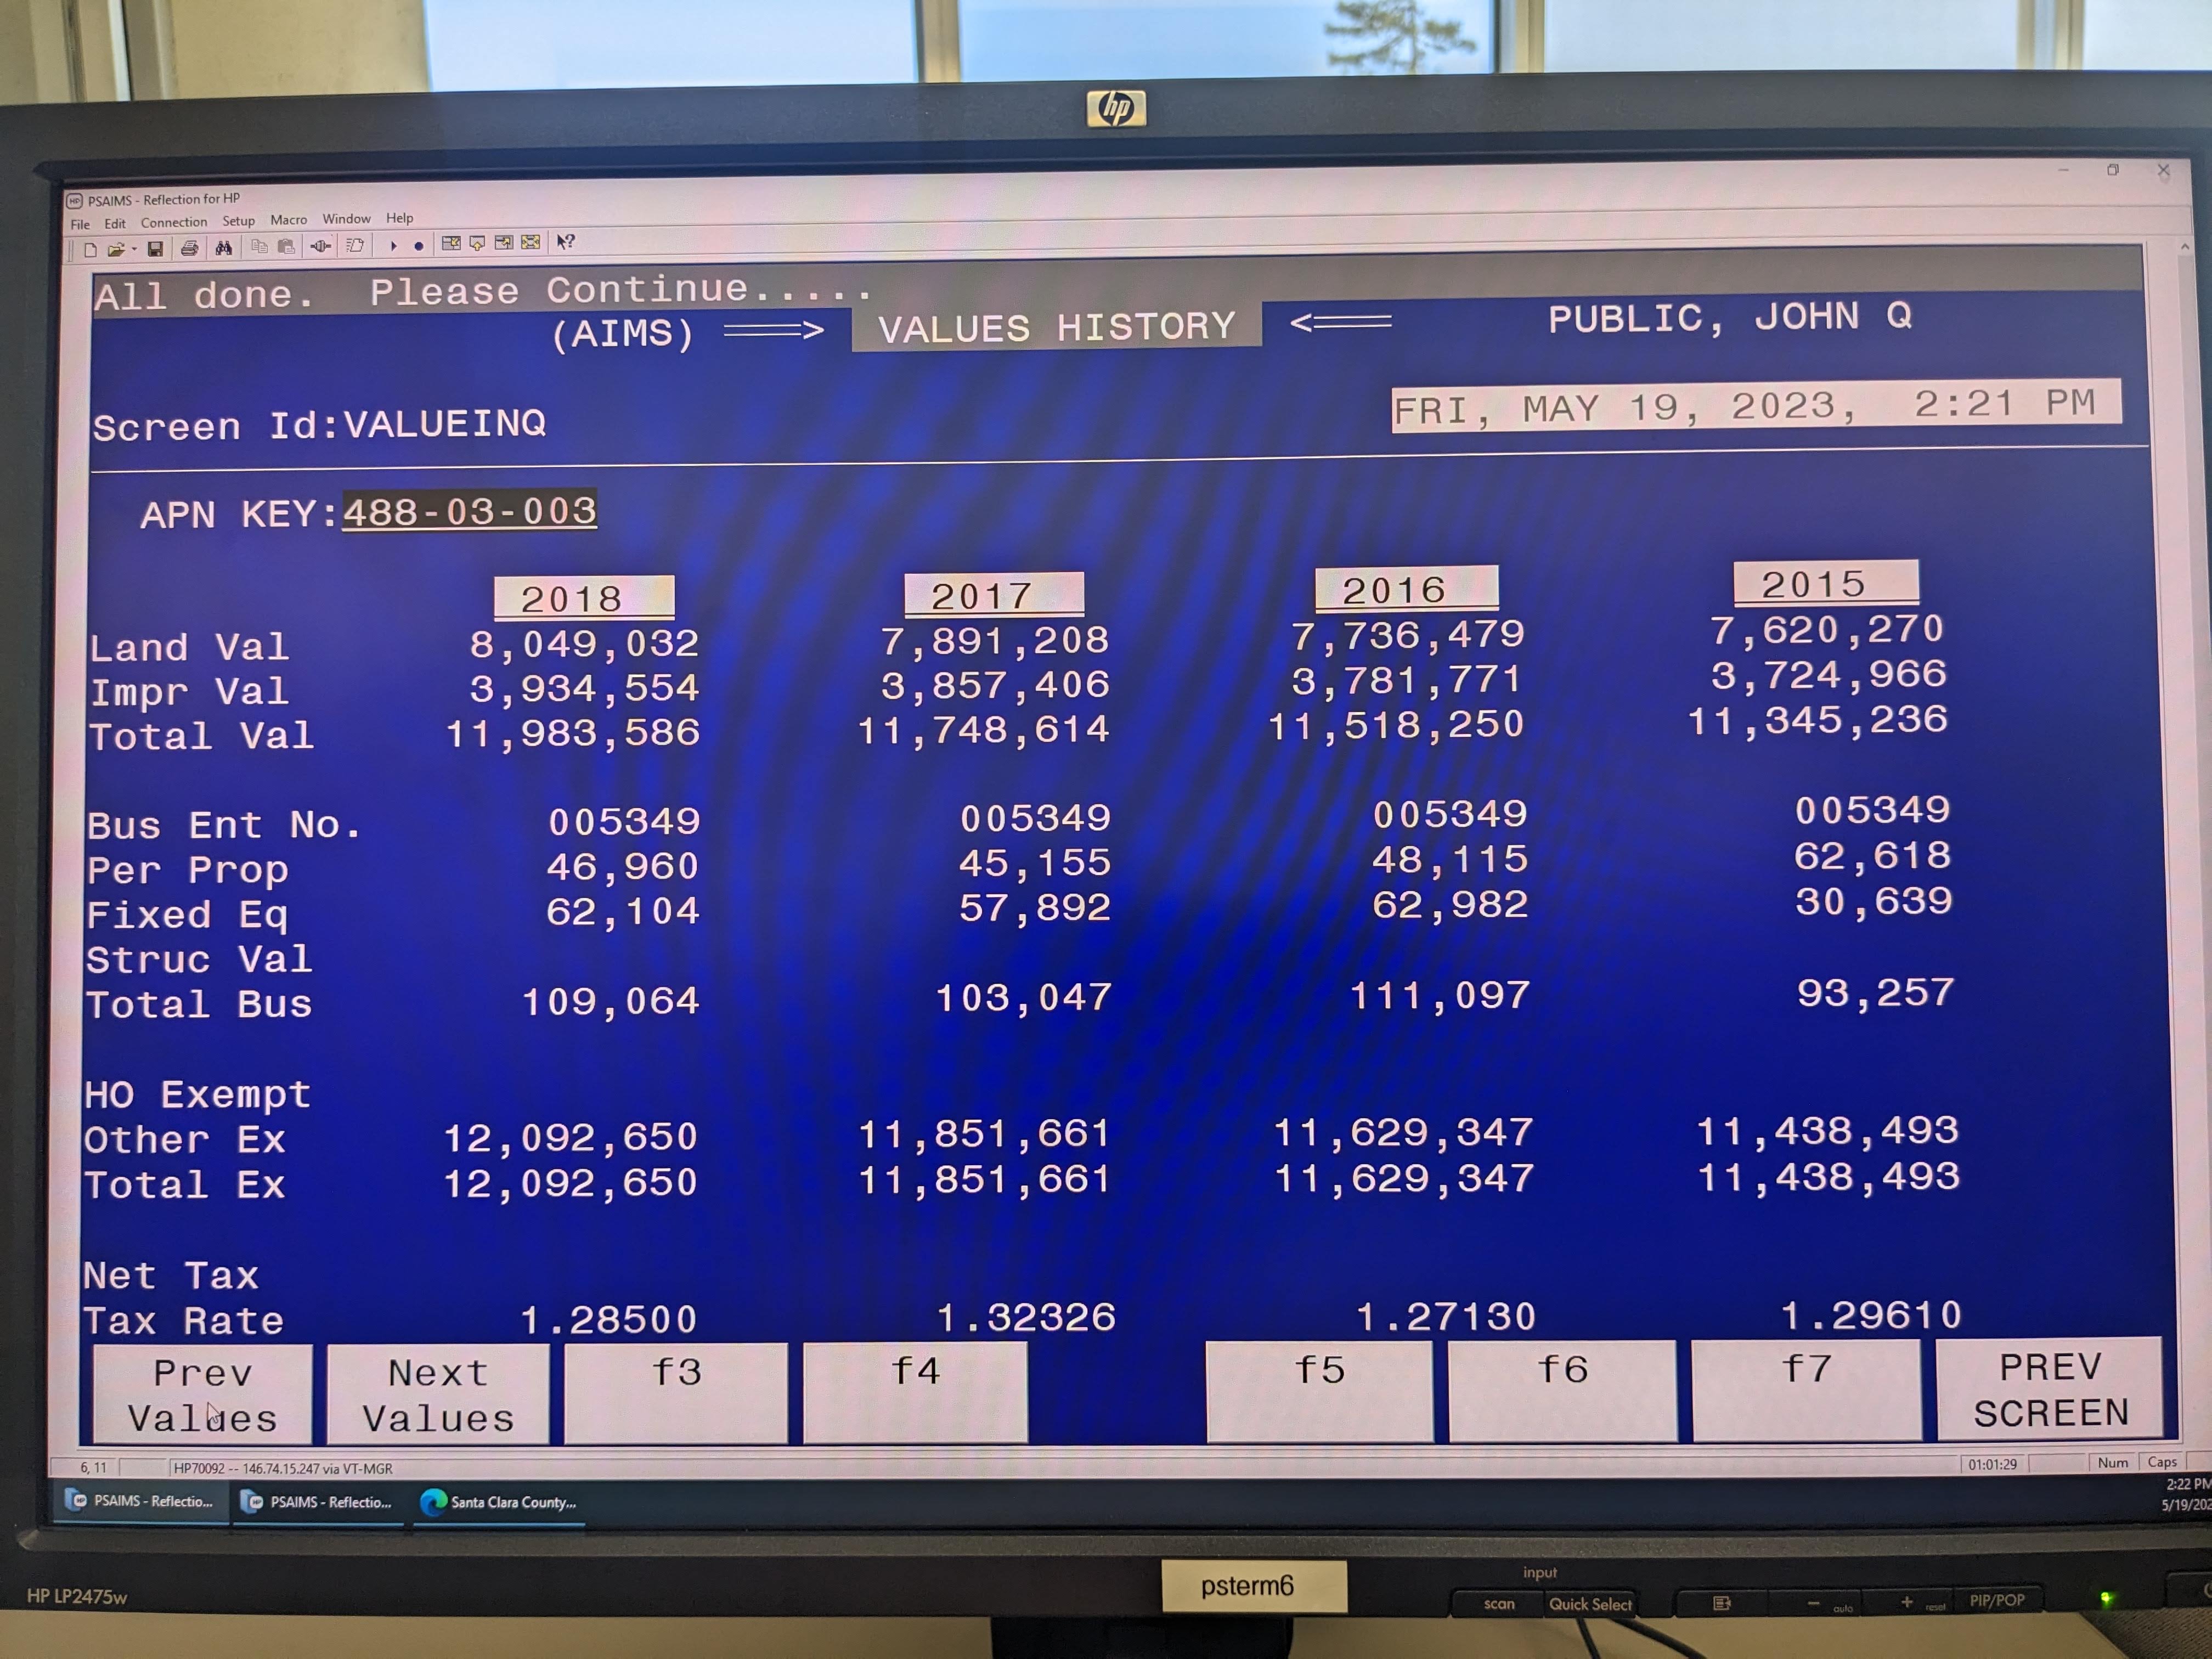 hp
PSAIMS - Reflection for HP
File Edit Connection Setup Macro Window Help
All done. Please Continue.....
(AIMS) ===> VALUES HISTORY <=== PUBLIC, JOHN Q
Screen Id:VALUEINQ FRI, MAY 19, 2023, 2:21 PM
APN KEY:488-03-003
2018 2017 2016 2015
Land Val 8,049,032 7,891,208 7,736,479 7,620,270
Impr Val 3,934,554 3,857,406 3,781,771 3,724,966
Total Val 11,983,586 11,748,614 11,518,250 11,345,236
Bus Ent No. 005349 005349 005349 005349
Per Prop 46,960 45,155 48,115 62,618
Fixed Eq 62,104 57,892 62,982 30,639
Struc Val
Total Bus 109,064 103,047 111,097 93,257
HO Exempt
Other Ex 12,092,650 11,851,661 11,629,347 11,438,493
Total Ex 12,092,650 11,851,661 11,629,347 11,438,493
Net Tax
Tax Rate 1.28500 1.32326 1.27130 1.29610
Prev Next f3 f4 f5 f6 f7 PREV
Values Values SCREEN
6, 11 HP70092 -- 146.74.15.247 via VT-MGR 01:01:29 Num Caps
PSAIMS - Reflectio... PSAIMS - Reflectio... Santa Clara County... 2:22 PM
5/19/202
HP LP2475w psterm6 input
scan Quick Select - auto + reset PIP/POP